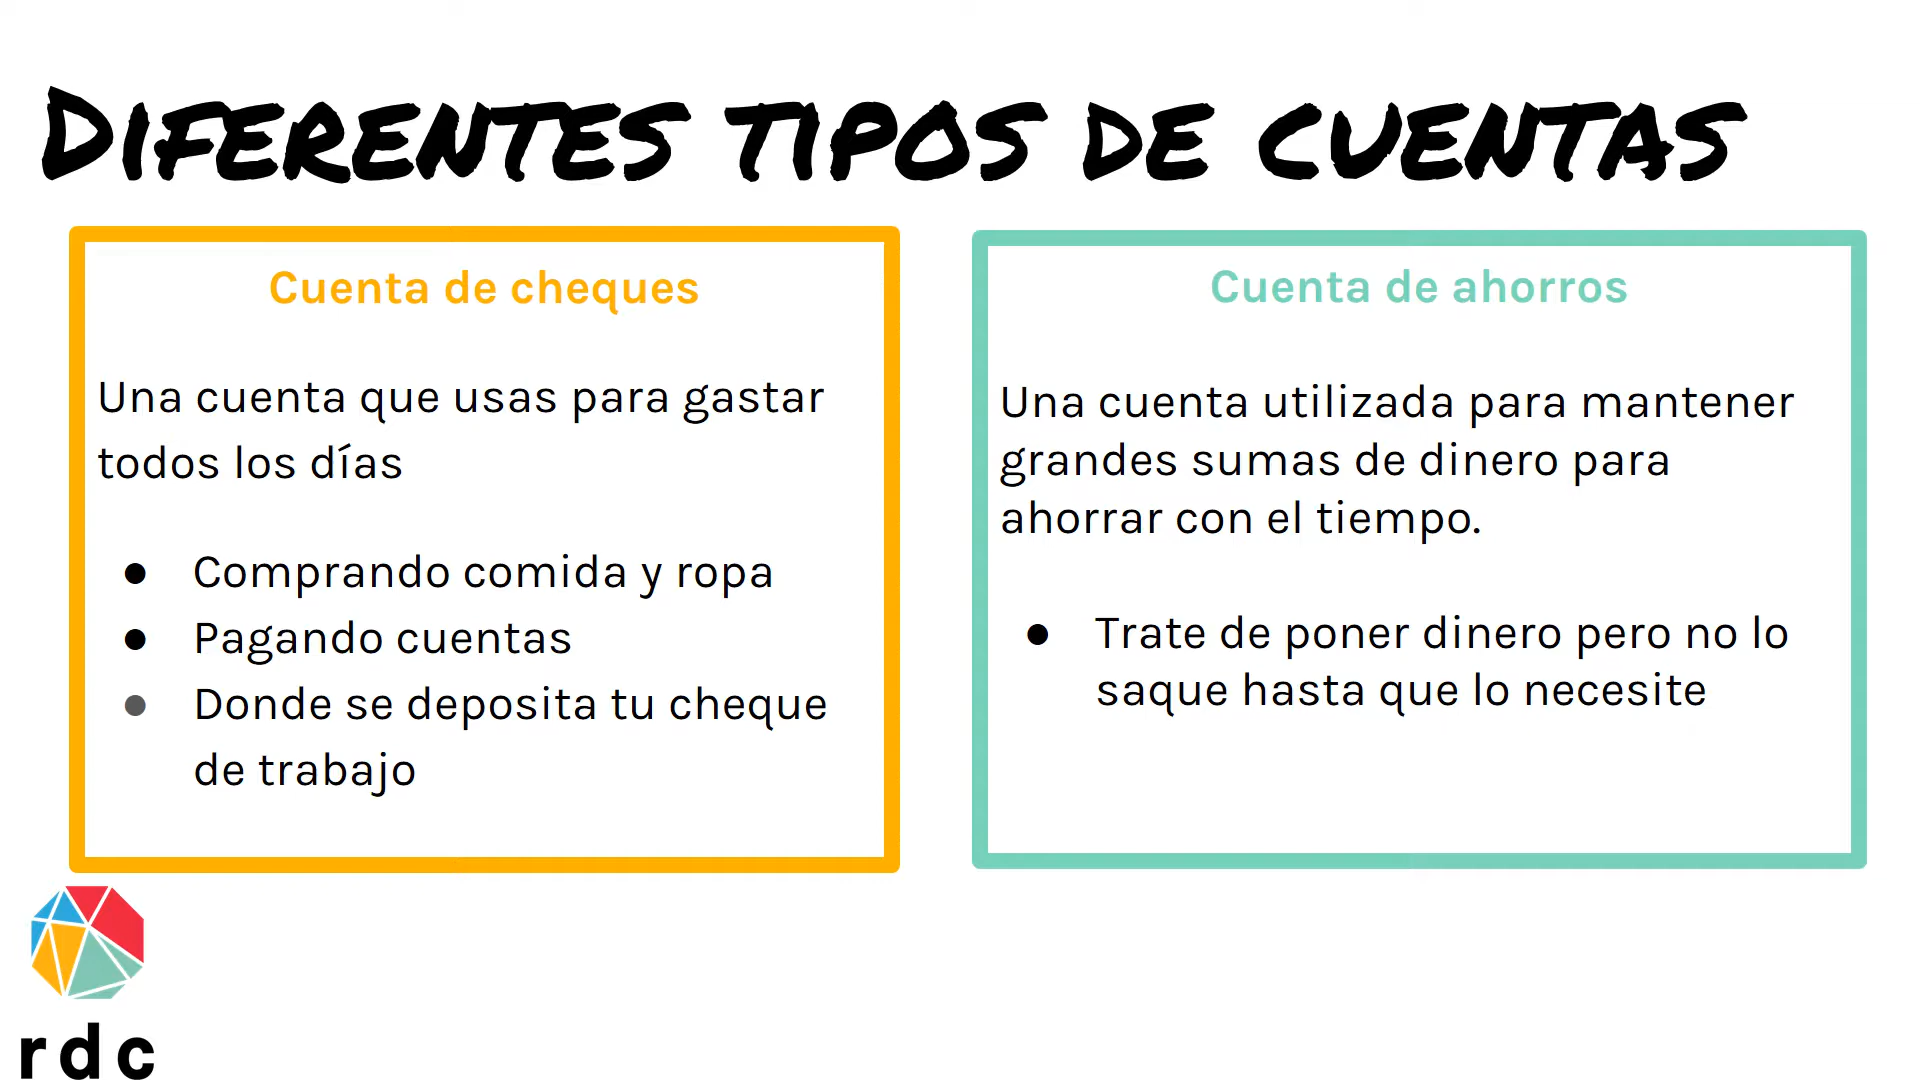 Diferentes tipos de cuentas
Cuenta de cheques
Una cuenta que usas para gastar
todos los días
● Comprando comida y ropa
● Pagando cuentas
● Donde se deposita tu cheque
de trabajo
Cuenta de ahorros
Una cuenta utilizada para mantener
grandes sumas de dinero para
ahorrar con el tiempo.
● Trate de poner dinero pero no lo
saque hasta que lo necesite
rdc